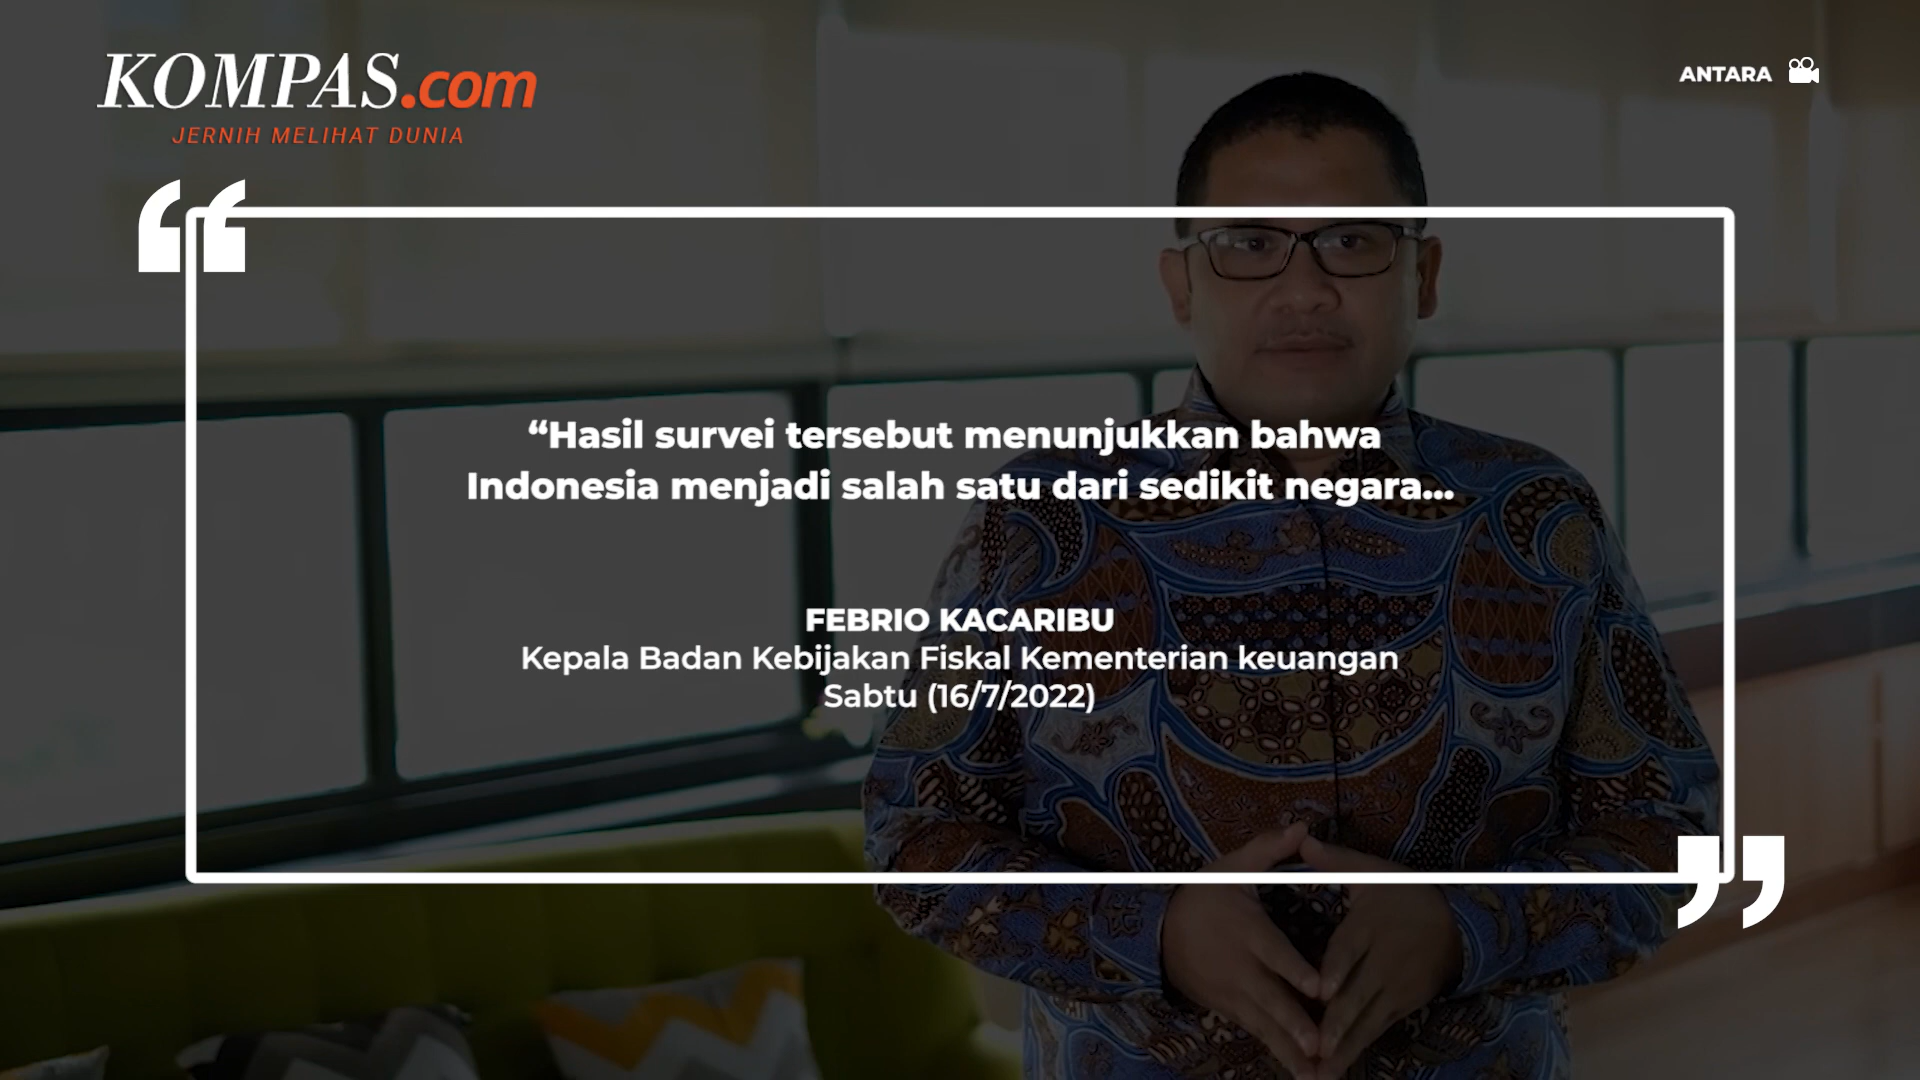 KOMPAS.com
JERNIH MELIHAT DUNIA
ANTARA
“Hasil survei tersebut menunjukkan bahwa
Indonesia menjadi salah satu dari sedikit negara...
FEBRIO KACARIBU
Kepala Badan Kebijakan Fiskal Kementerian keuangan
Sabtu (16/7/2022)